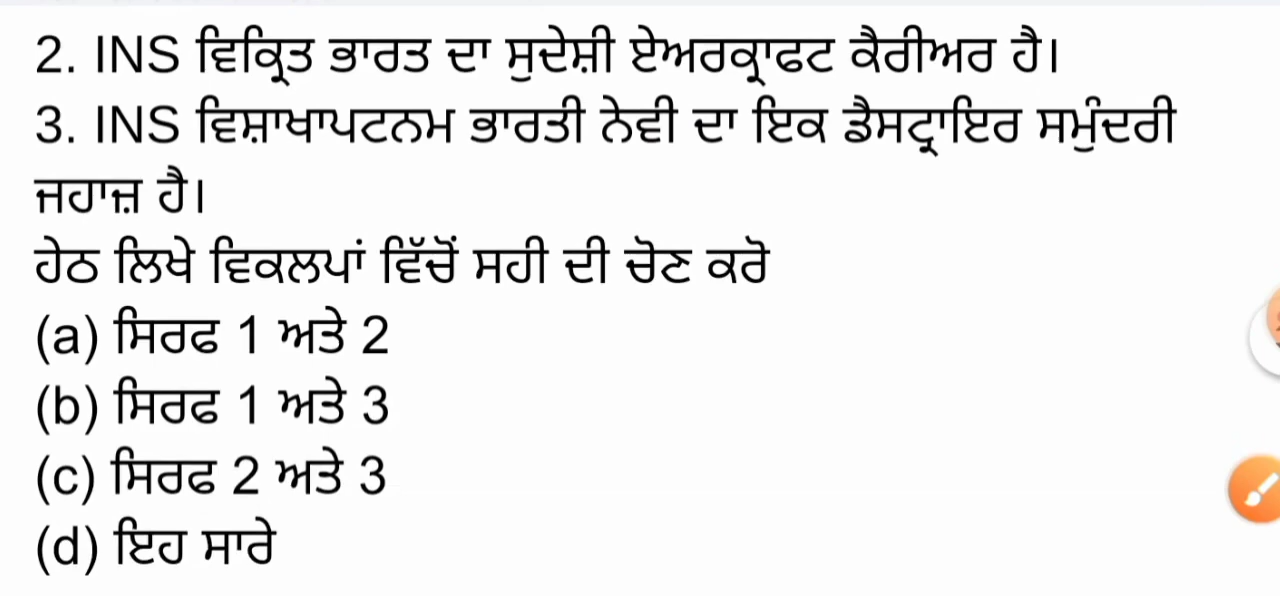 2. INS ਵਿਕ੍ਰਿਤ ਭਾਰਤ ਦਾ ਸੁਦੇਸ਼ੀ ਏਅਰਕ੍ਰਾਫਟ ਕੈਰੀਅਰ ਹੈ।
3. INS ਵਿਸ਼ਾਖਾਪਟਨਮ ਭਾਰਤੀ ਨੇਵੀ ਦਾ ਇਕ ਡੈਸਟ੍ਰਾਇਰ ਸਮੁੰਦਰੀ
ਜਹਾਜ਼ ਹੈ।
ਹੇਠ ਲਿਖੇ ਵਿਕਲਪਾਂ ਵਿੱਚੋਂ ਸਹੀ ਦੀ ਚੋਣ ਕਰੋ
(a) ਸਿਰਫ 1 ਅਤੇ 2
(b) ਸਿਰਫ 1 ਅਤੇ 3
(c) ਸਿਰਫ 2 ਅਤੇ 3
(d) ਇਹ ਸਾਰੇ